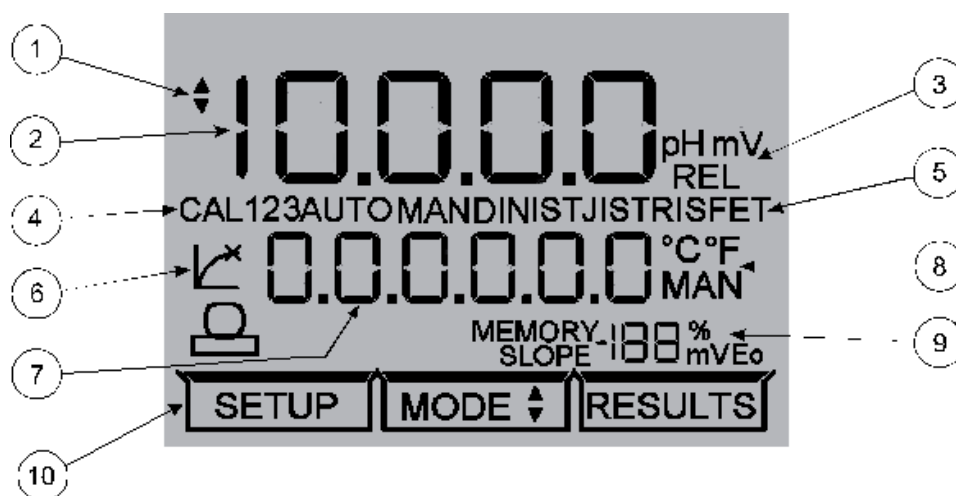 1
2
3
4
5
6
7
8
9
10
10.0.0.0
pH mV
REL
CAL123AUTOMANDINISTJISTRISFET
0.0.0.0.0.0
°C°F
MAN
MEMORY
SLOPE
-188
%
mVEo
SETUP
MODE
RESULTS